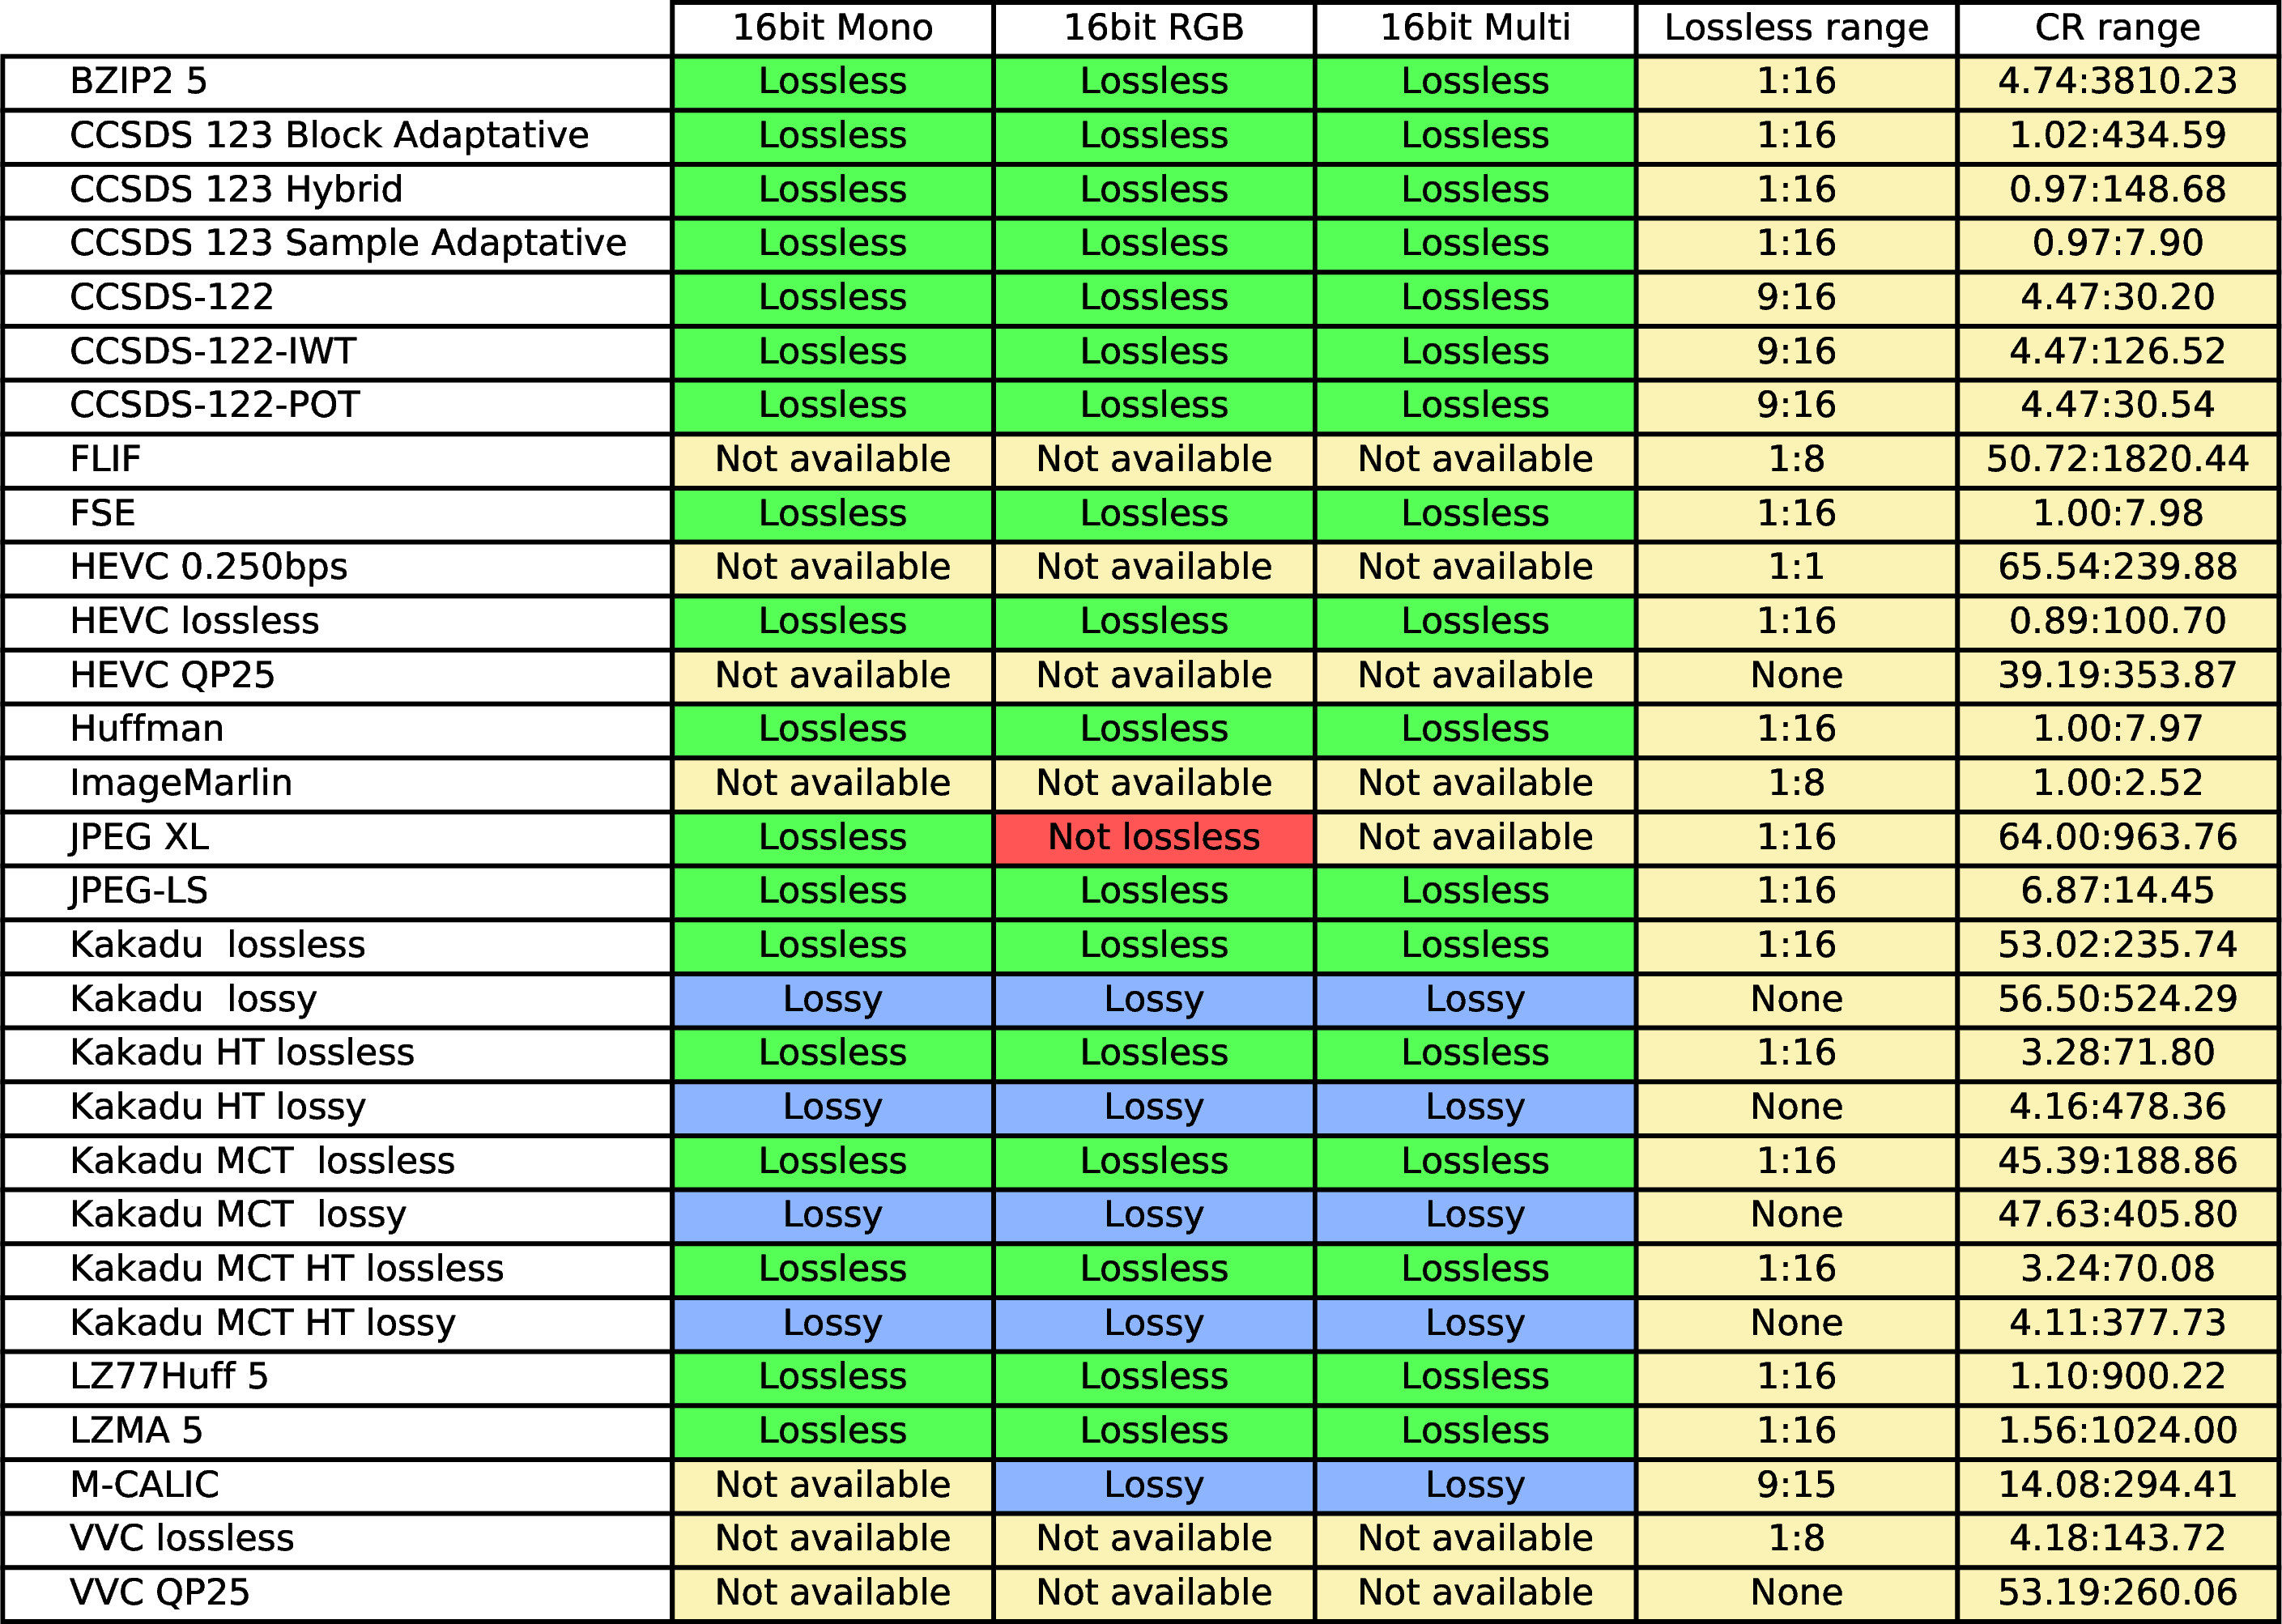 16bit Mono 16bit RGB 16bit Multi Lossless range CR range
BZIP2 5 Lossless Lossless Lossless 1:16 4.74:3810.23
CCSDS 123 Block Adaptative Lossless Lossless Lossless 1:16 1.02:434.59
CCSDS 123 Hybrid Lossless Lossless Lossless 1:16 0.97:148.68
CCSDS 123 Sample Adaptative Lossless Lossless Lossless 1:16 0.97:7.90
CCSDS-122 Lossless Lossless Lossless 9:16 4.47:30.20
CCSDS-122-IWT Lossless Lossless Lossless 9:16 4.47:126.52
CCSDS-122-POT Lossless Lossless Lossless 9:16 4.47:30.54
FLIF Not available Not available Not available 1:8 50.72:1820.44
FSE Lossless Lossless Lossless 1:16 1.00:7.98
HEVC 0.250bps Not available Not available Not available 1:1 65.54:239.88
HEVC lossless Lossless Lossless Lossless 1:16 0.89:100.70
HEVC QP25 Not available Not available Not available None 39.19:353.87
Huffman Lossless Lossless Lossless 1:16 1.00:7.97
ImageMarlin Not available Not available Not available 1:8 1.00:2.52
JPEG XL Lossless Not lossless Not available 1:16 64.00:963.76
JPEG-LS Lossless Lossless Lossless 1:16 6.87:14.45
Kakadu  lossless Lossless Lossless Lossless 1:16 53.02:235.74
Kakadu  lossy Lossy Lossy Lossy None 56.50:524.29
Kakadu HT lossless Lossless Lossless Lossless 1:16 3.28:71.80
Kakadu HT lossy Lossy Lossy Lossy None 4.16:478.36
Kakadu MCT  lossless Lossless Lossless Lossless 1:16 45.39:188.86
Kakadu MCT  lossy Lossy Lossy Lossy None 47.63:405.80
Kakadu MCT HT lossless Lossless Lossless Lossless 1:16 3.24:70.08
Kakadu MCT HT lossy Lossy Lossy Lossy None 4.11:377.73
LZ77Huff 5 Lossless Lossless Lossless 1:16 1.10:900.22
LZMA 5 Lossless Lossless Lossless 1:16 1.56:1024.00
M-CALIC Not available Lossy Lossy 9:15 14.08:294.41
VVC lossless Not available Not available Not available 1:8 4.18:143.72
VVC QP25 Not available Not available Not available None 53.19:260.06